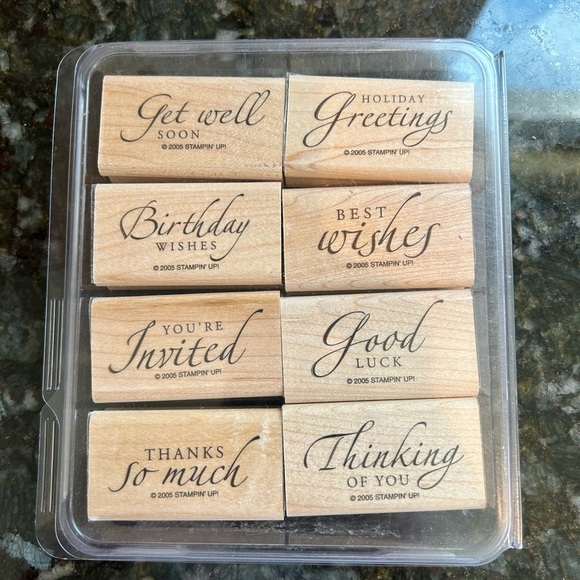 Get well
SOON
© 2005 STAMPIN' UP!
HOLIDAY
Greetings
© 2005 STAMPIN' UP!
Birthday
WISHES
© 2005 STAMPIN' UP!
BEST
wishes
© 2005 STAMPIN' UP!
YOU'RE
Invited
© 2005 STAMPIN' UP!
Good
LUCK
© 2005 STAMPIN' UP!
THANKS
so much
© 2005 STAMPIN' UP!
Thinking
OF YOU
© 2005 STAMPIN' UP!